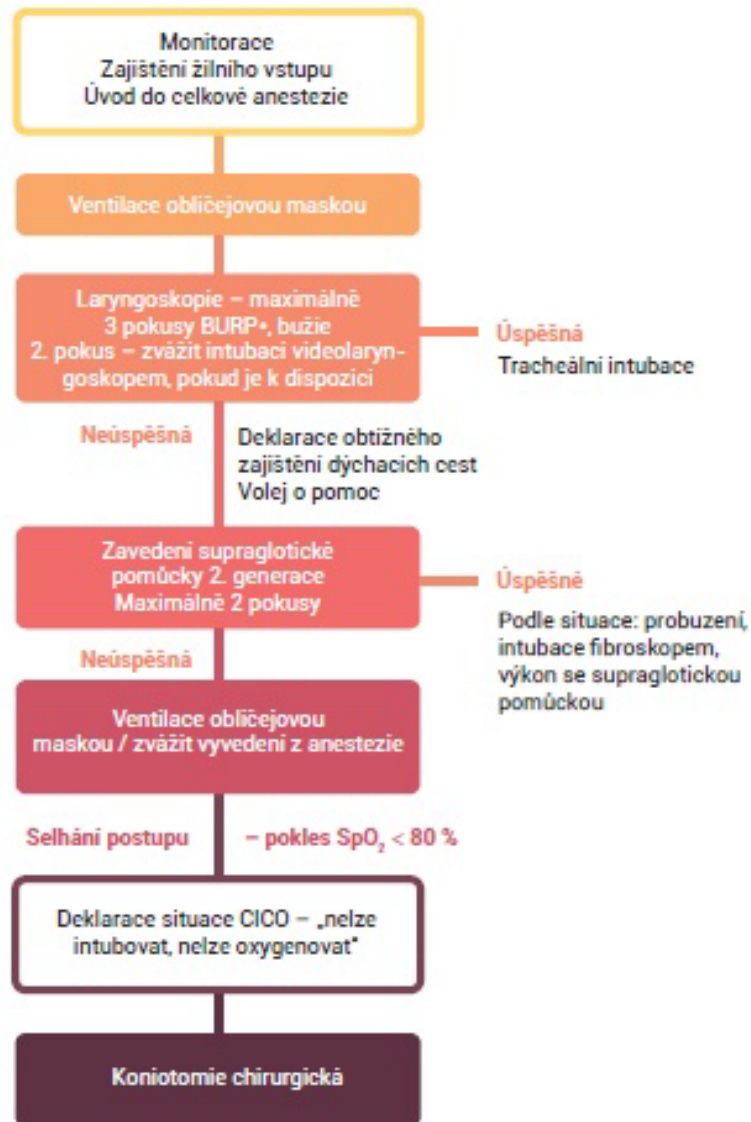 Monitorace
Zajištění žilního vstupu
Úvod do celkové anestezie
Ventilace obličejovou maskou
Laryngoskopie – maximálně
3 pokusy BURP*, bužie
2. pokus – zvážit intubaci videolaryn-
goskopem, pokud je k dispozici
Úspěšná
Tracheální intubace
Neúspěšná
Deklarace obtížného
zajištění dýchacích cest
Volej o pomoc
Zavedení supraglotické
pomůcky 2. generace
Maximálně 2 pokusy
Úspěšné
Podle situace: probuzení,
intubace fibroskopem,
výkon se supraglotickou
pomůckou
Neúspěšná
Ventilace obličejovou
maskou / zvážit vyvedení z anestezie
Selhání postupu – pokles SpO₂ < 80 %
Deklarace situace CICO – „nelze
intubovat, nelze oxygenovat“
Koniotomie chirurgická